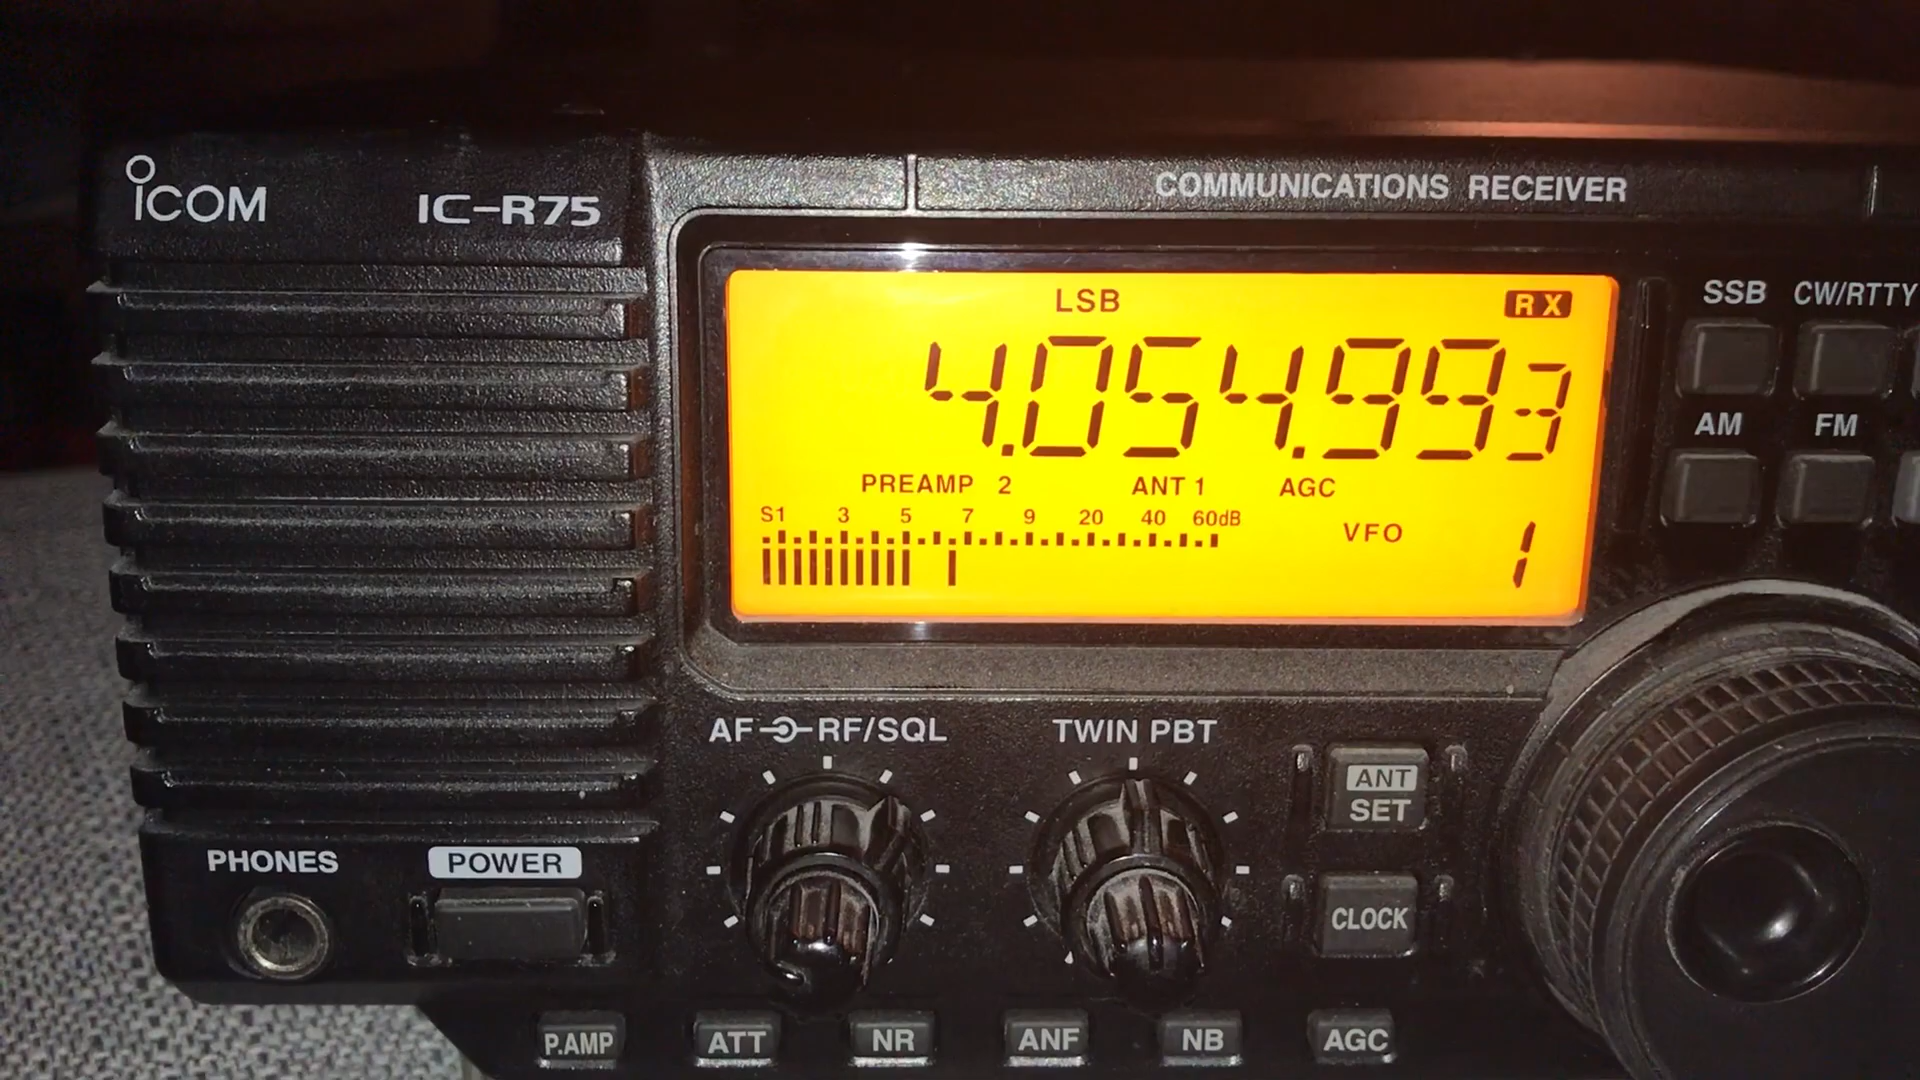 ICOM IC-R75
COMMUNICATIONS RECEIVER
LSB RX
4.054.993
PREAMP 2 ANT 1 AGC
S1 3 5 7 9 20 40 60dB
VFO 1
SSB CW/RTTY
AM FM
AF RF/SQL TWIN PBT
ANT
SET
PHONES POWER
CLOCK
P.AMP ATT NR ANF NB AGC